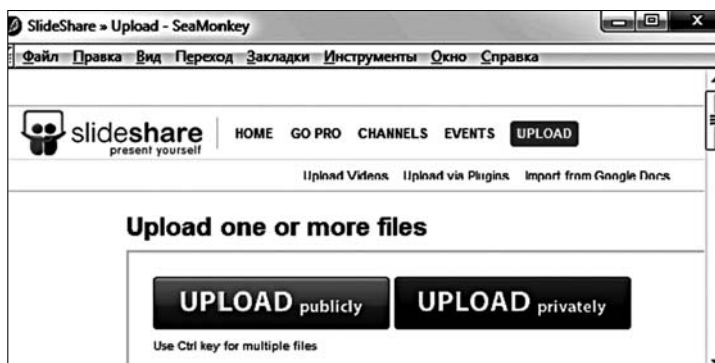 SlideShare » Upload - SeaMonkey
Файл Правка Вид Переход Закладки Инструменты Окно Справка
slideshare HOME GO PRO CHANNELS EVENTS UPLOAD
present yourself
Upload Videos Upload via Plugins Import from Google Docs
Upload one or more files
UPLOAD publicly UPLOAD privately
Use Ctrl key for multiple files